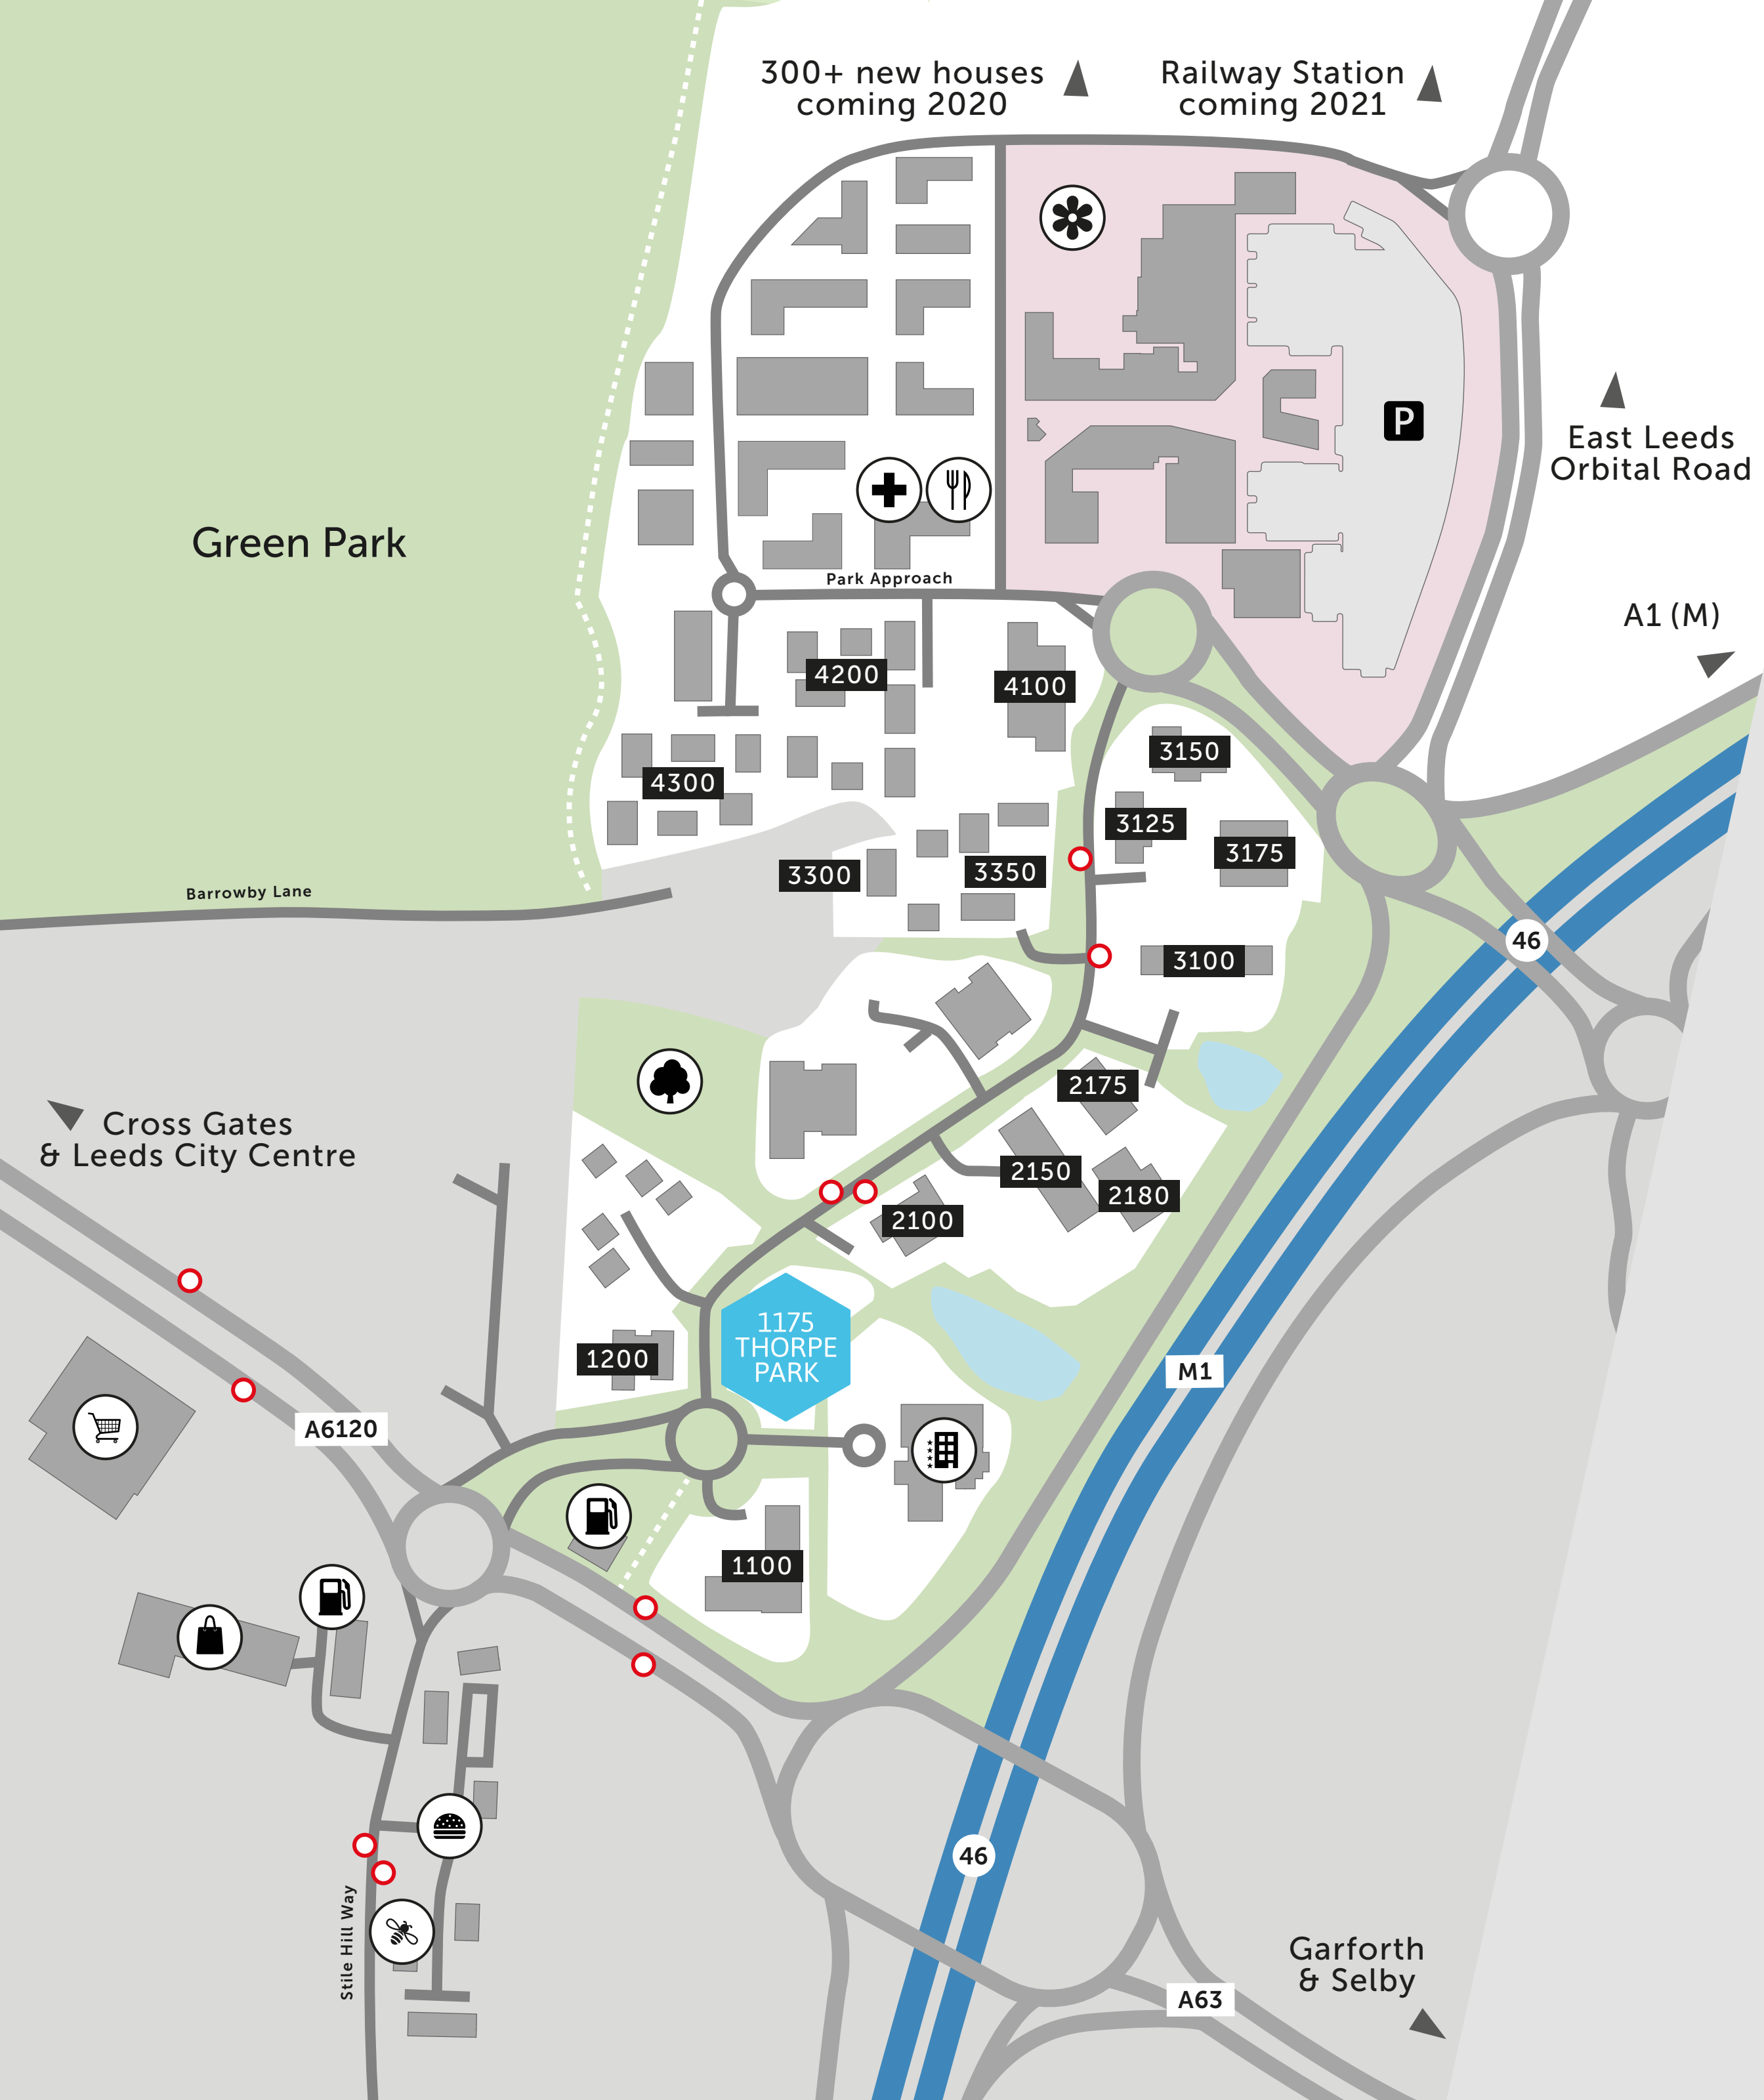 300+ new houses
coming 2020
Railway Station
coming 2021
P
East Leeds
Orbital Road
Green Park
Park Approach
A1 (M)
4200
4100
3150
4300
3125
3175
3300
3350
Barrowby Lane
46
3100
2175
Cross Gates
& Leeds City Centre
2150
2180
2100
1175
THORPE
PARK
1200
M1
A6120
1100
46
Stile Hill Way
Garforth
& Selby
A63